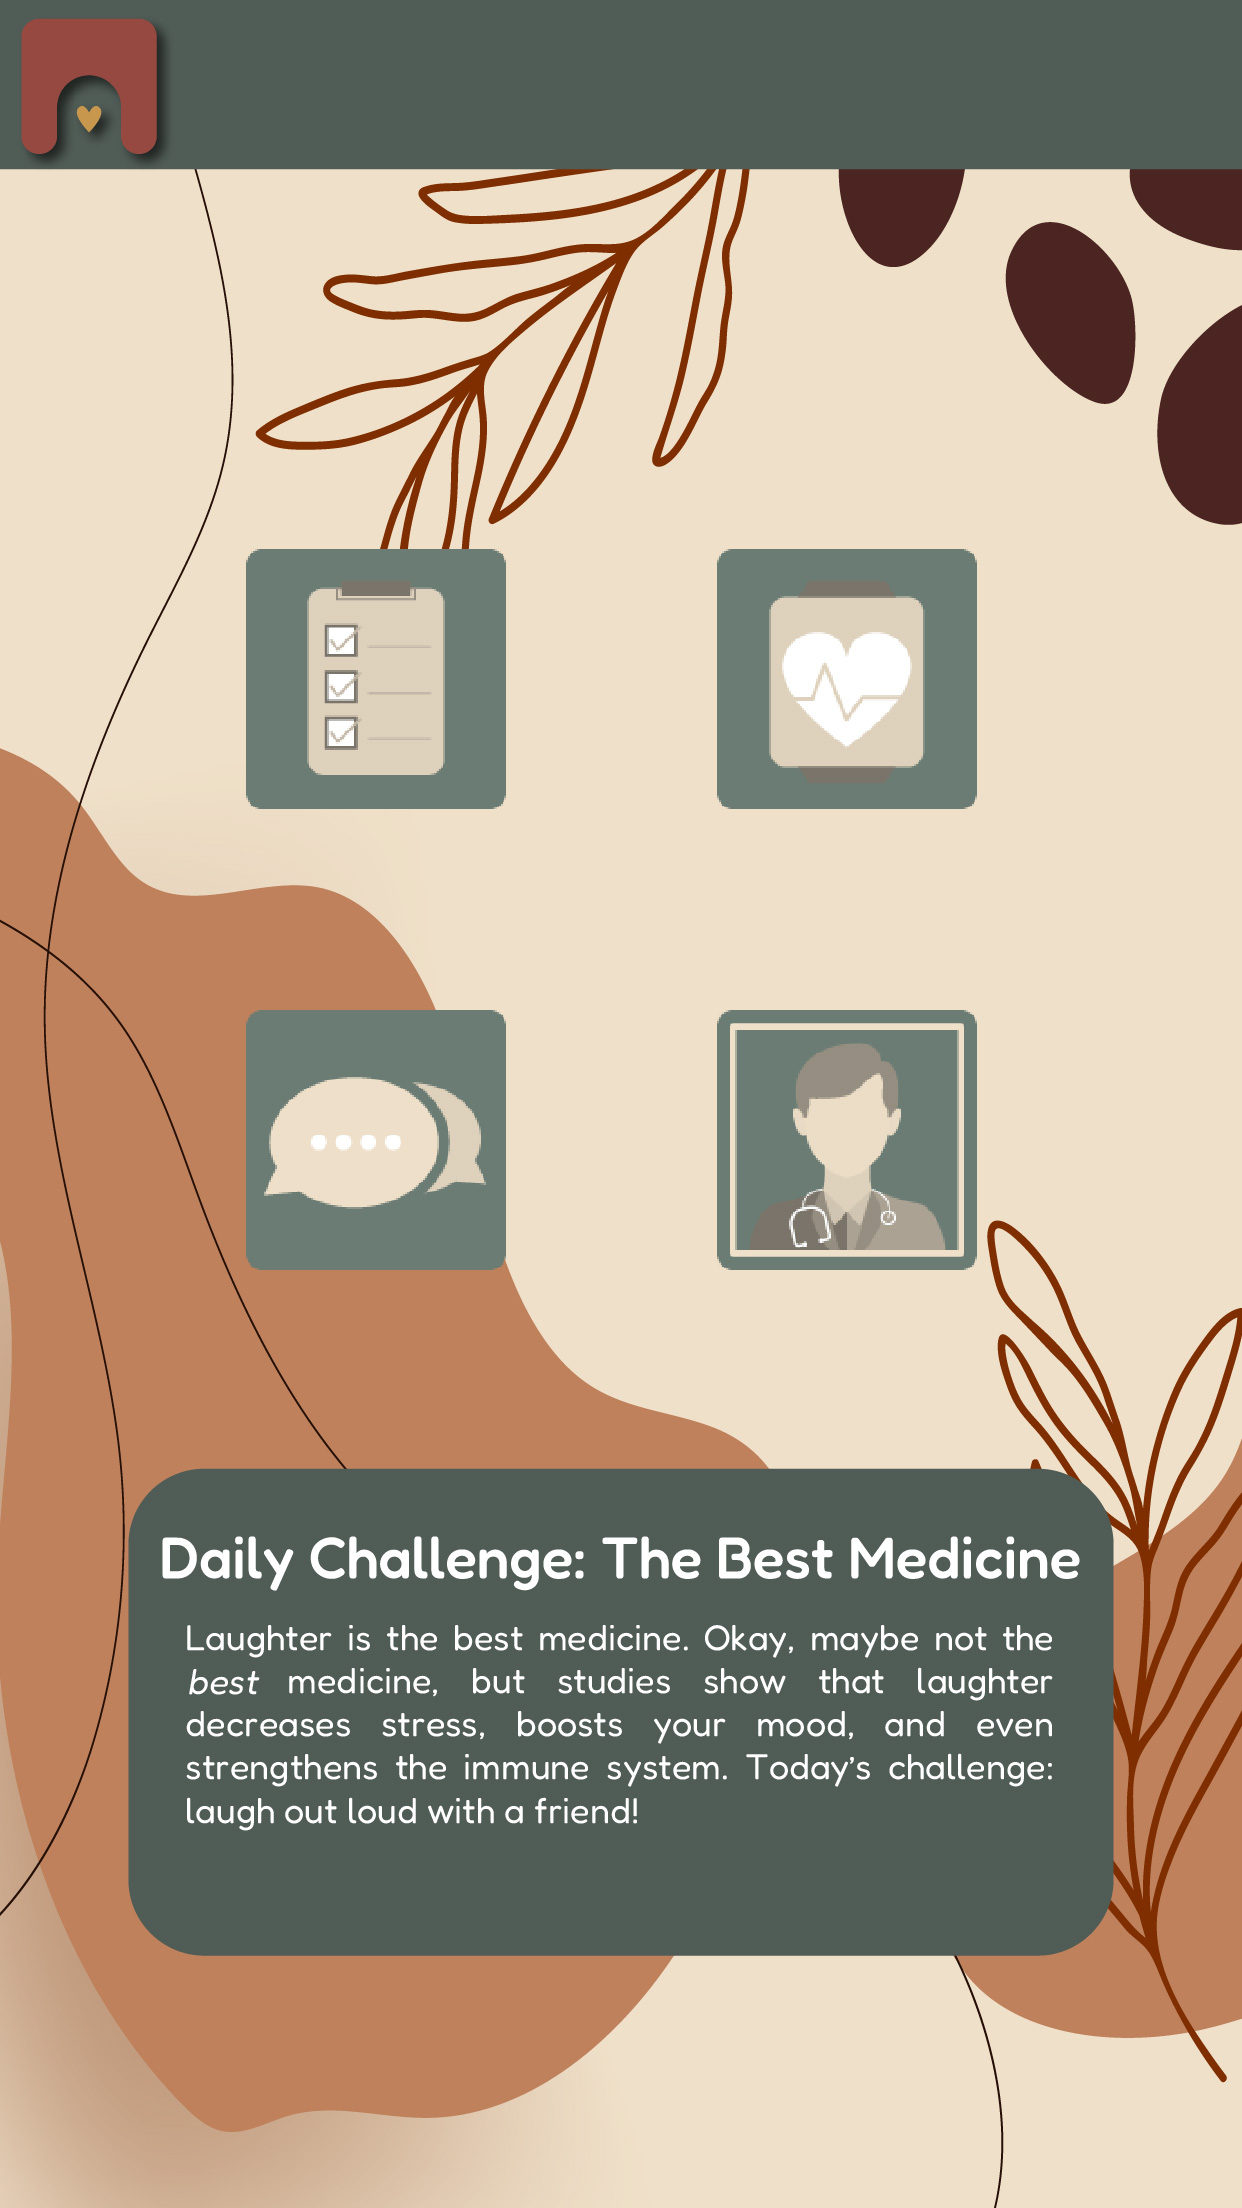 Daily Challenge: The Best Medicine
Laughter is the best medicine. Okay, maybe not the
best medicine, but studies show that laughter
decreases stress, boosts your mood, and even
strengthens the immune system. Today’s challenge:
laugh out loud with a friend!